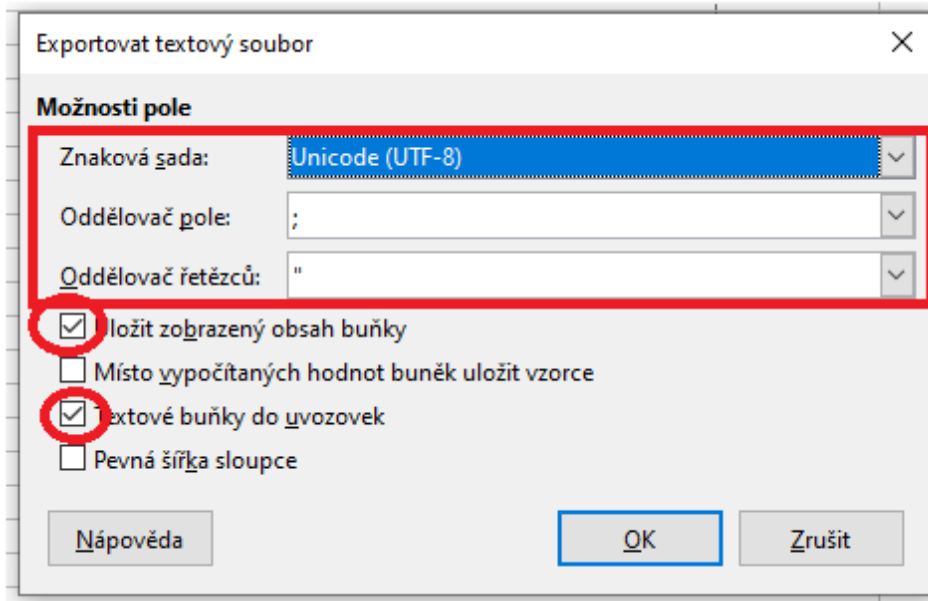 Exportovat textový soubor
Možnosti pole
Znaková sada: Unicode (UTF-8)
Oddělovač pole: ;
Oddělovač řetězců: "
Uložit zobrazený obsah buňky
Místo vypočítaných hodnot buněk uložit vzorce
Textové buňky do uvozovek
Pevná šířka sloupce
Nápověda OK Zrušit